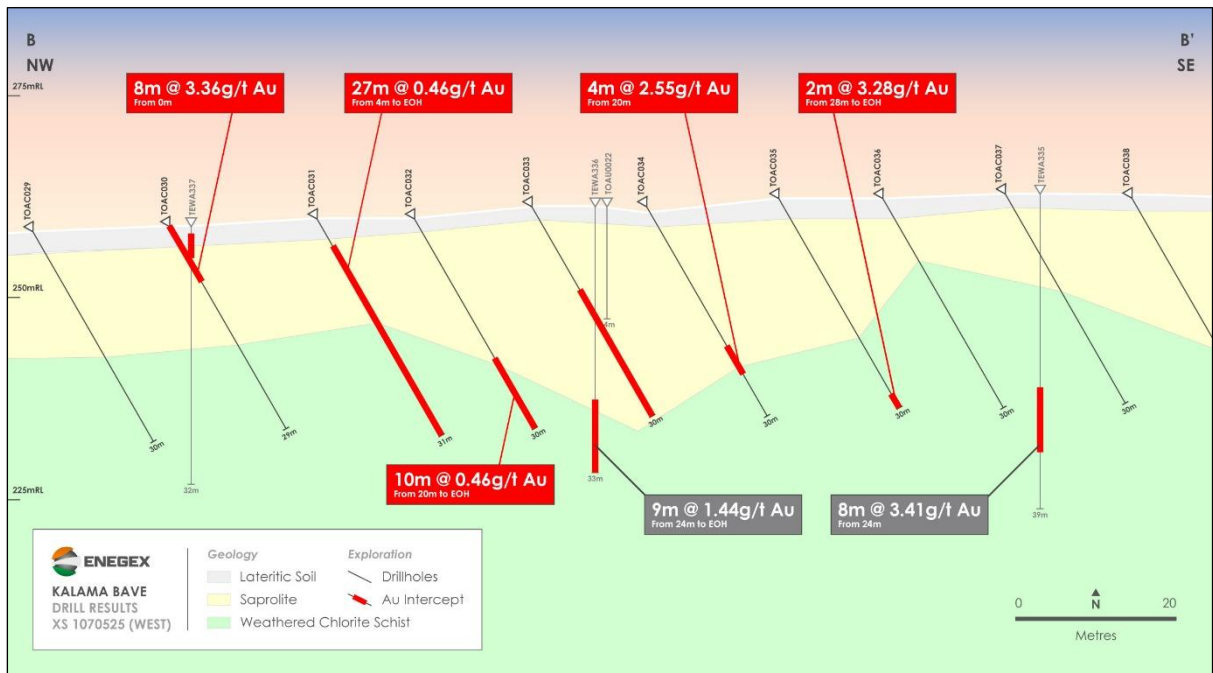 B
NW
B'
SE
275mRL
250mRL
225mRL
8m @ 3.36g/t Au
From 0m
27m @ 0.46g/t Au
From 4m to EOH
4m @ 2.55g/t Au
From 20m
2m @ 3.28g/t Au
From 28m to EOH
TOAC029
TOAC030
TEWA337
TOAC031
TOAC032
TOAC033
TEWA336
TOAU0022
TOAC034
TOAC035
TOAC036
TOAC037
TEWA335
TOAC038
4m
30m
32m
29m
31m
30m
33m
30m
30m
30m
30m
39m
30m
10m @ 0.46g/t Au
From 20m to EOH
9m @ 1.44g/t Au
From 24m to EOH
8m @ 3.41g/t Au
From 24m
ENEGEX
KALAMA BAVE
DRILL RESULTS
XS 1070525 (WEST)
Geology
Lateritic Soil
Saprolite
Weathered Chlorite Schist
Exploration
Drillholes
Au Intercept
0
N
20
Metres